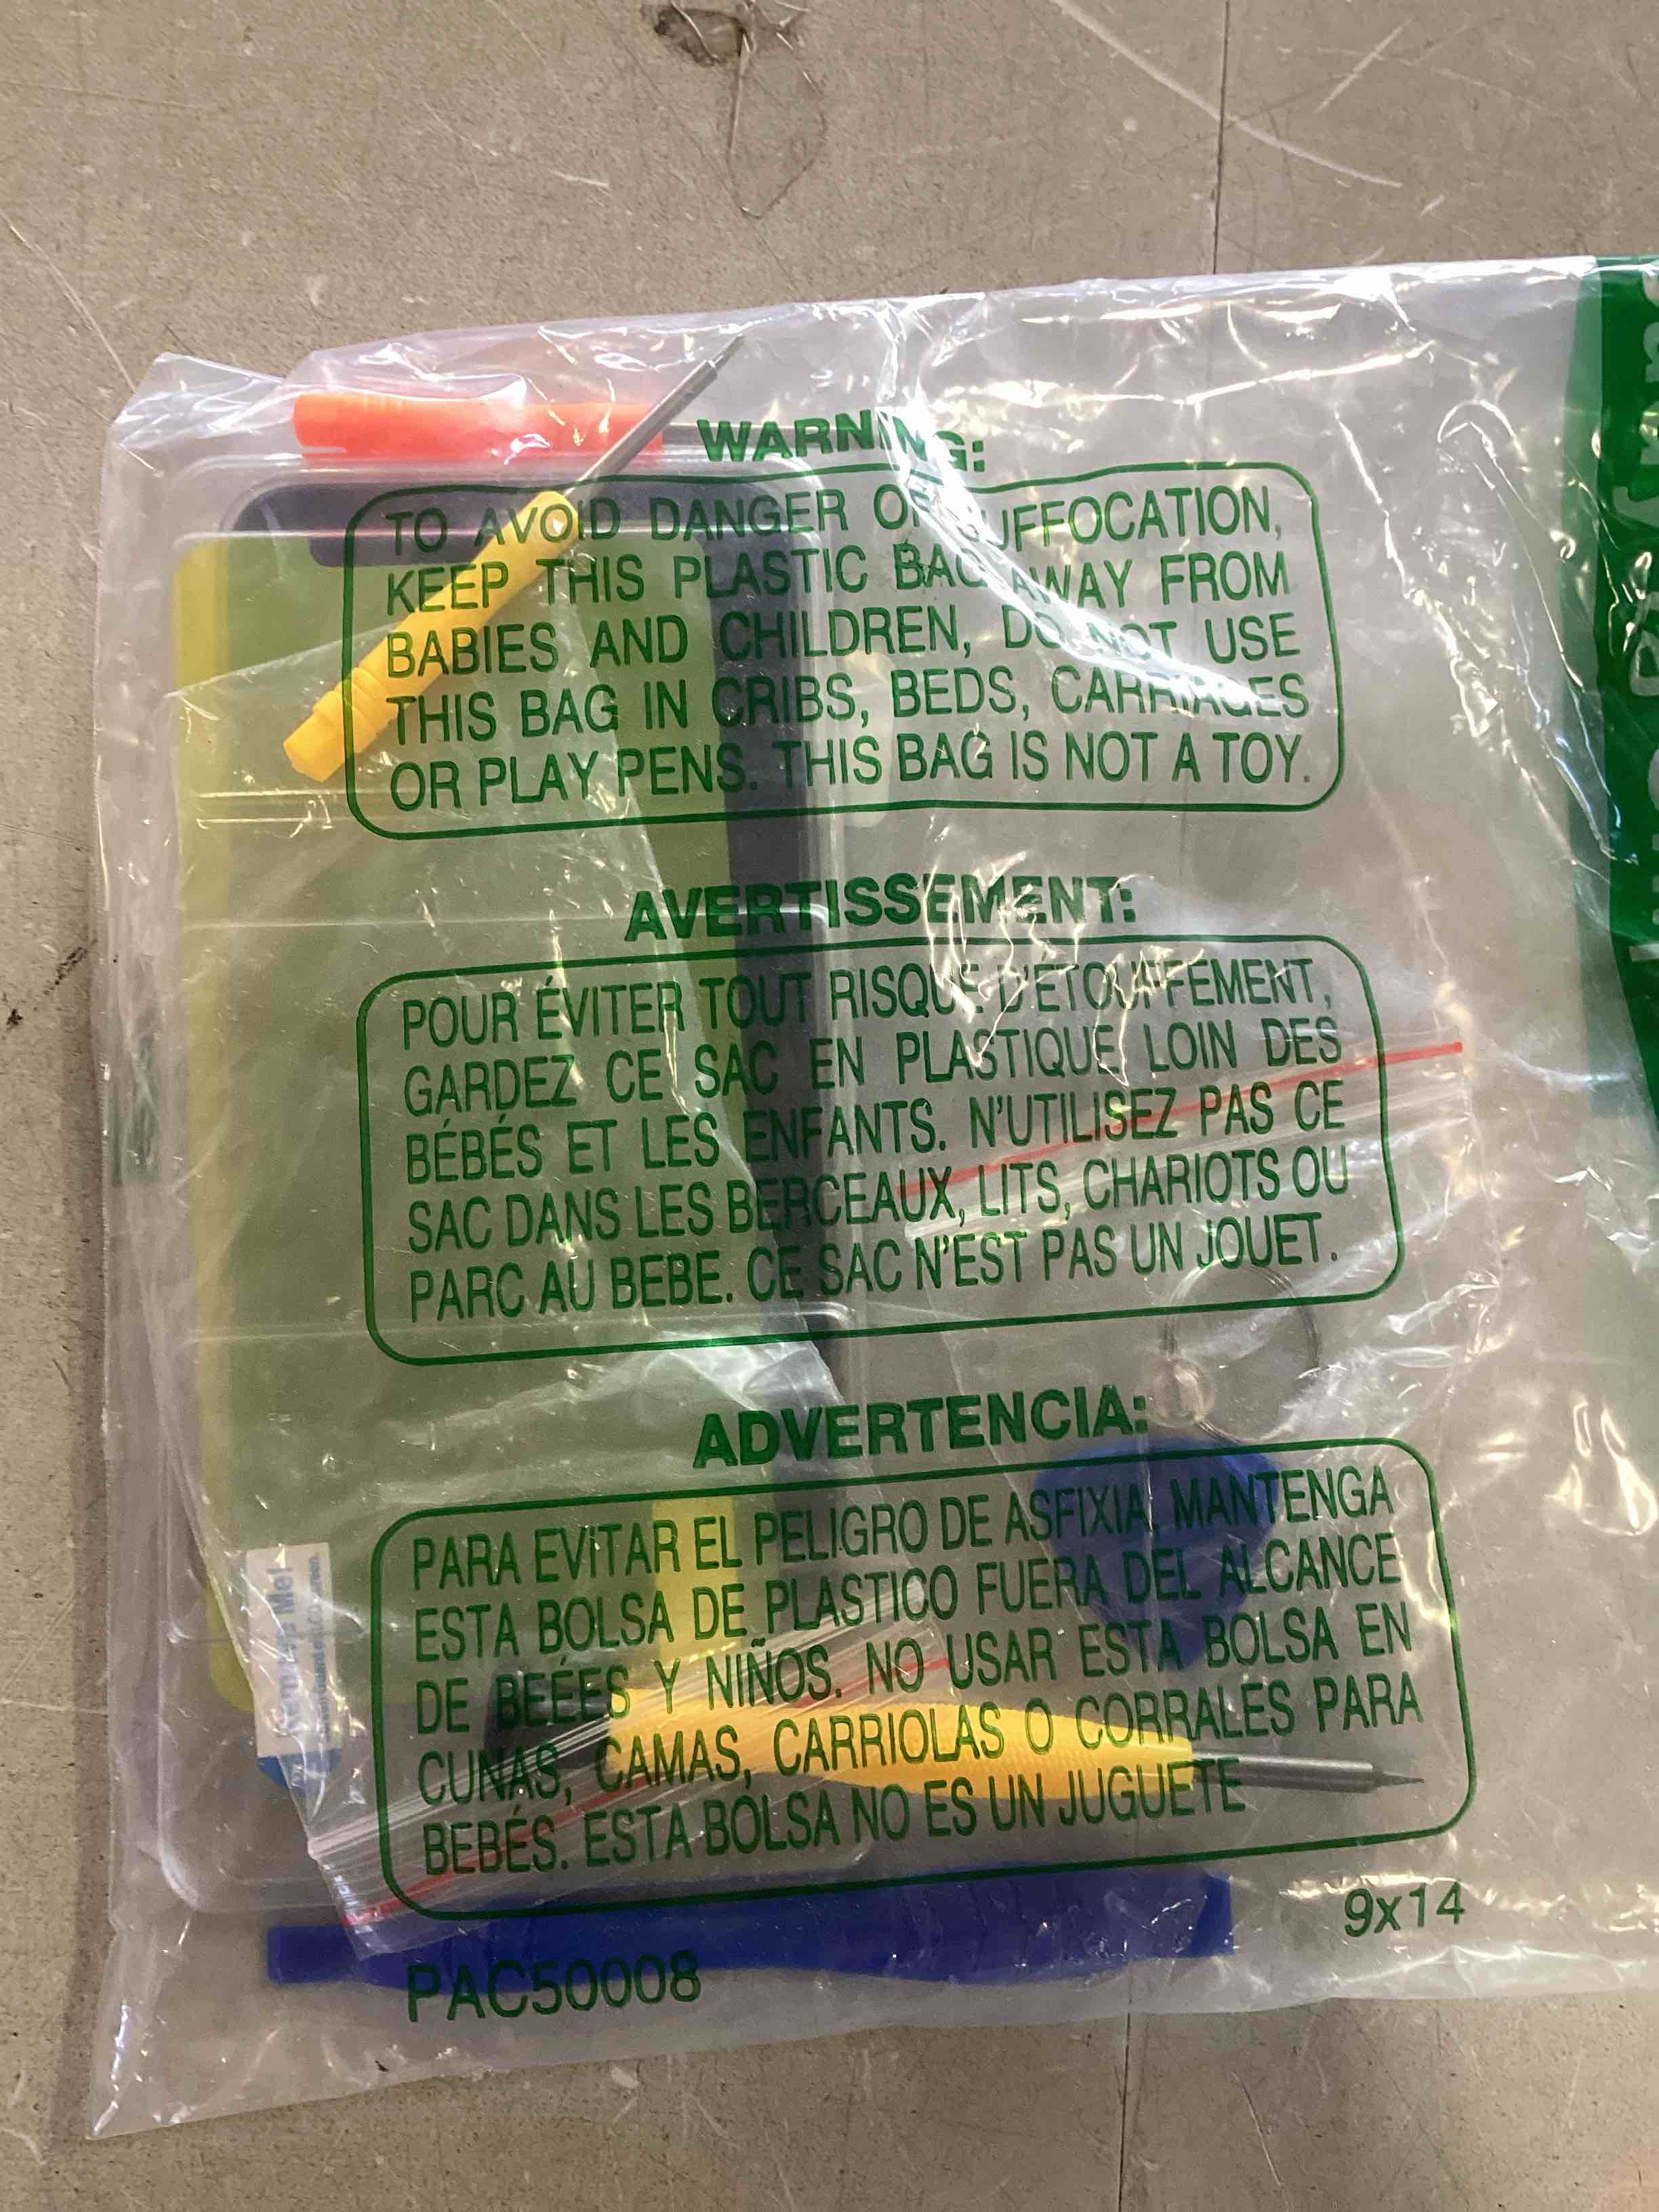 WARNING:
TO AVOID DANGER OF SUFFOCATION,
KEEP THIS PLASTIC BAG AWAY FROM
BABIES AND CHILDREN, DO NOT USE
THIS BAG IN CRIBS, BEDS, CARRIAGES
OR PLAY PENS. THIS BAG IS NOT A TOY.
AVERTISSEMENT:
POUR ÉVITER TOUT RISQUE D'ÉTOUFFEMENT,
GARDEZ CE SAC EN PLASTIQUE LOIN DES
BÉBÉS ET LES ENFANTS. N'UTILISEZ PAS CE
SAC DANS LES BERCEAUX, LITS, CHARIOTS OU
PARC AU BEBE. CE SAC N'EST PAS UN JOUET.
ADVERTENCIA:
PARA EVITAR EL PELIGRO DE ASFIXIA, MANTENGA
ESTA BOLSA DE PLASTICO FUERA DEL ALCANCE
DE BEÉES Y NIÑOS. NO USAR ESTA BOLSA EN
CUNAS, CAMAS, CARRIOLAS O CORRALES PARA
BEBÉS. ESTA BOLSA NO ES UN JUGUETE
9x14
PAC50008
Me!